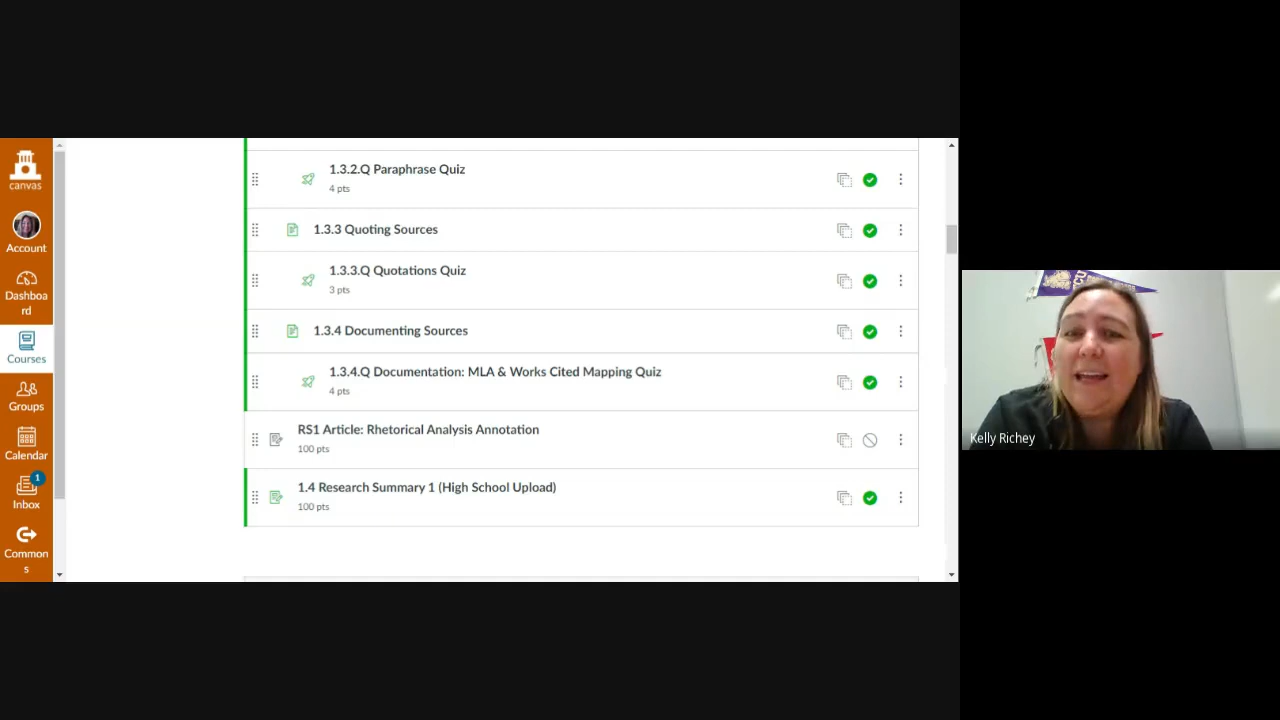 canvas
Account
Dashboa
rd
Courses
Groups
Calendar
1
Inbox
Common
s
1.3.2.Q Paraphrase Quiz
4 pts
1.3.3 Quoting Sources
1.3.3.Q Quotations Quiz
3 pts
1.3.4 Documenting Sources
1.3.4.Q Documentation: MLA & Works Cited Mapping Quiz
4 pts
RS1 Article: Rhetorical Analysis Annotation
100 pts
1.4 Research Summary 1 (High School Upload)
100 pts
Kelly Richey